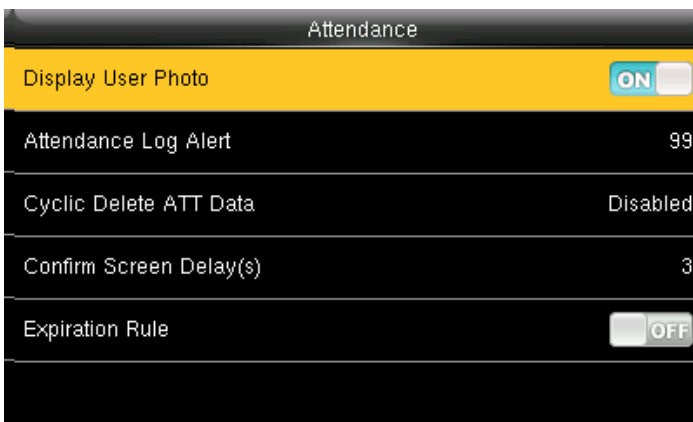 Attendance
Display User Photo ON
Attendance Log Alert 99
Cyclic Delete ATT Data Disabled
Confirm Screen Delay(s) 3
Expiration Rule OFF